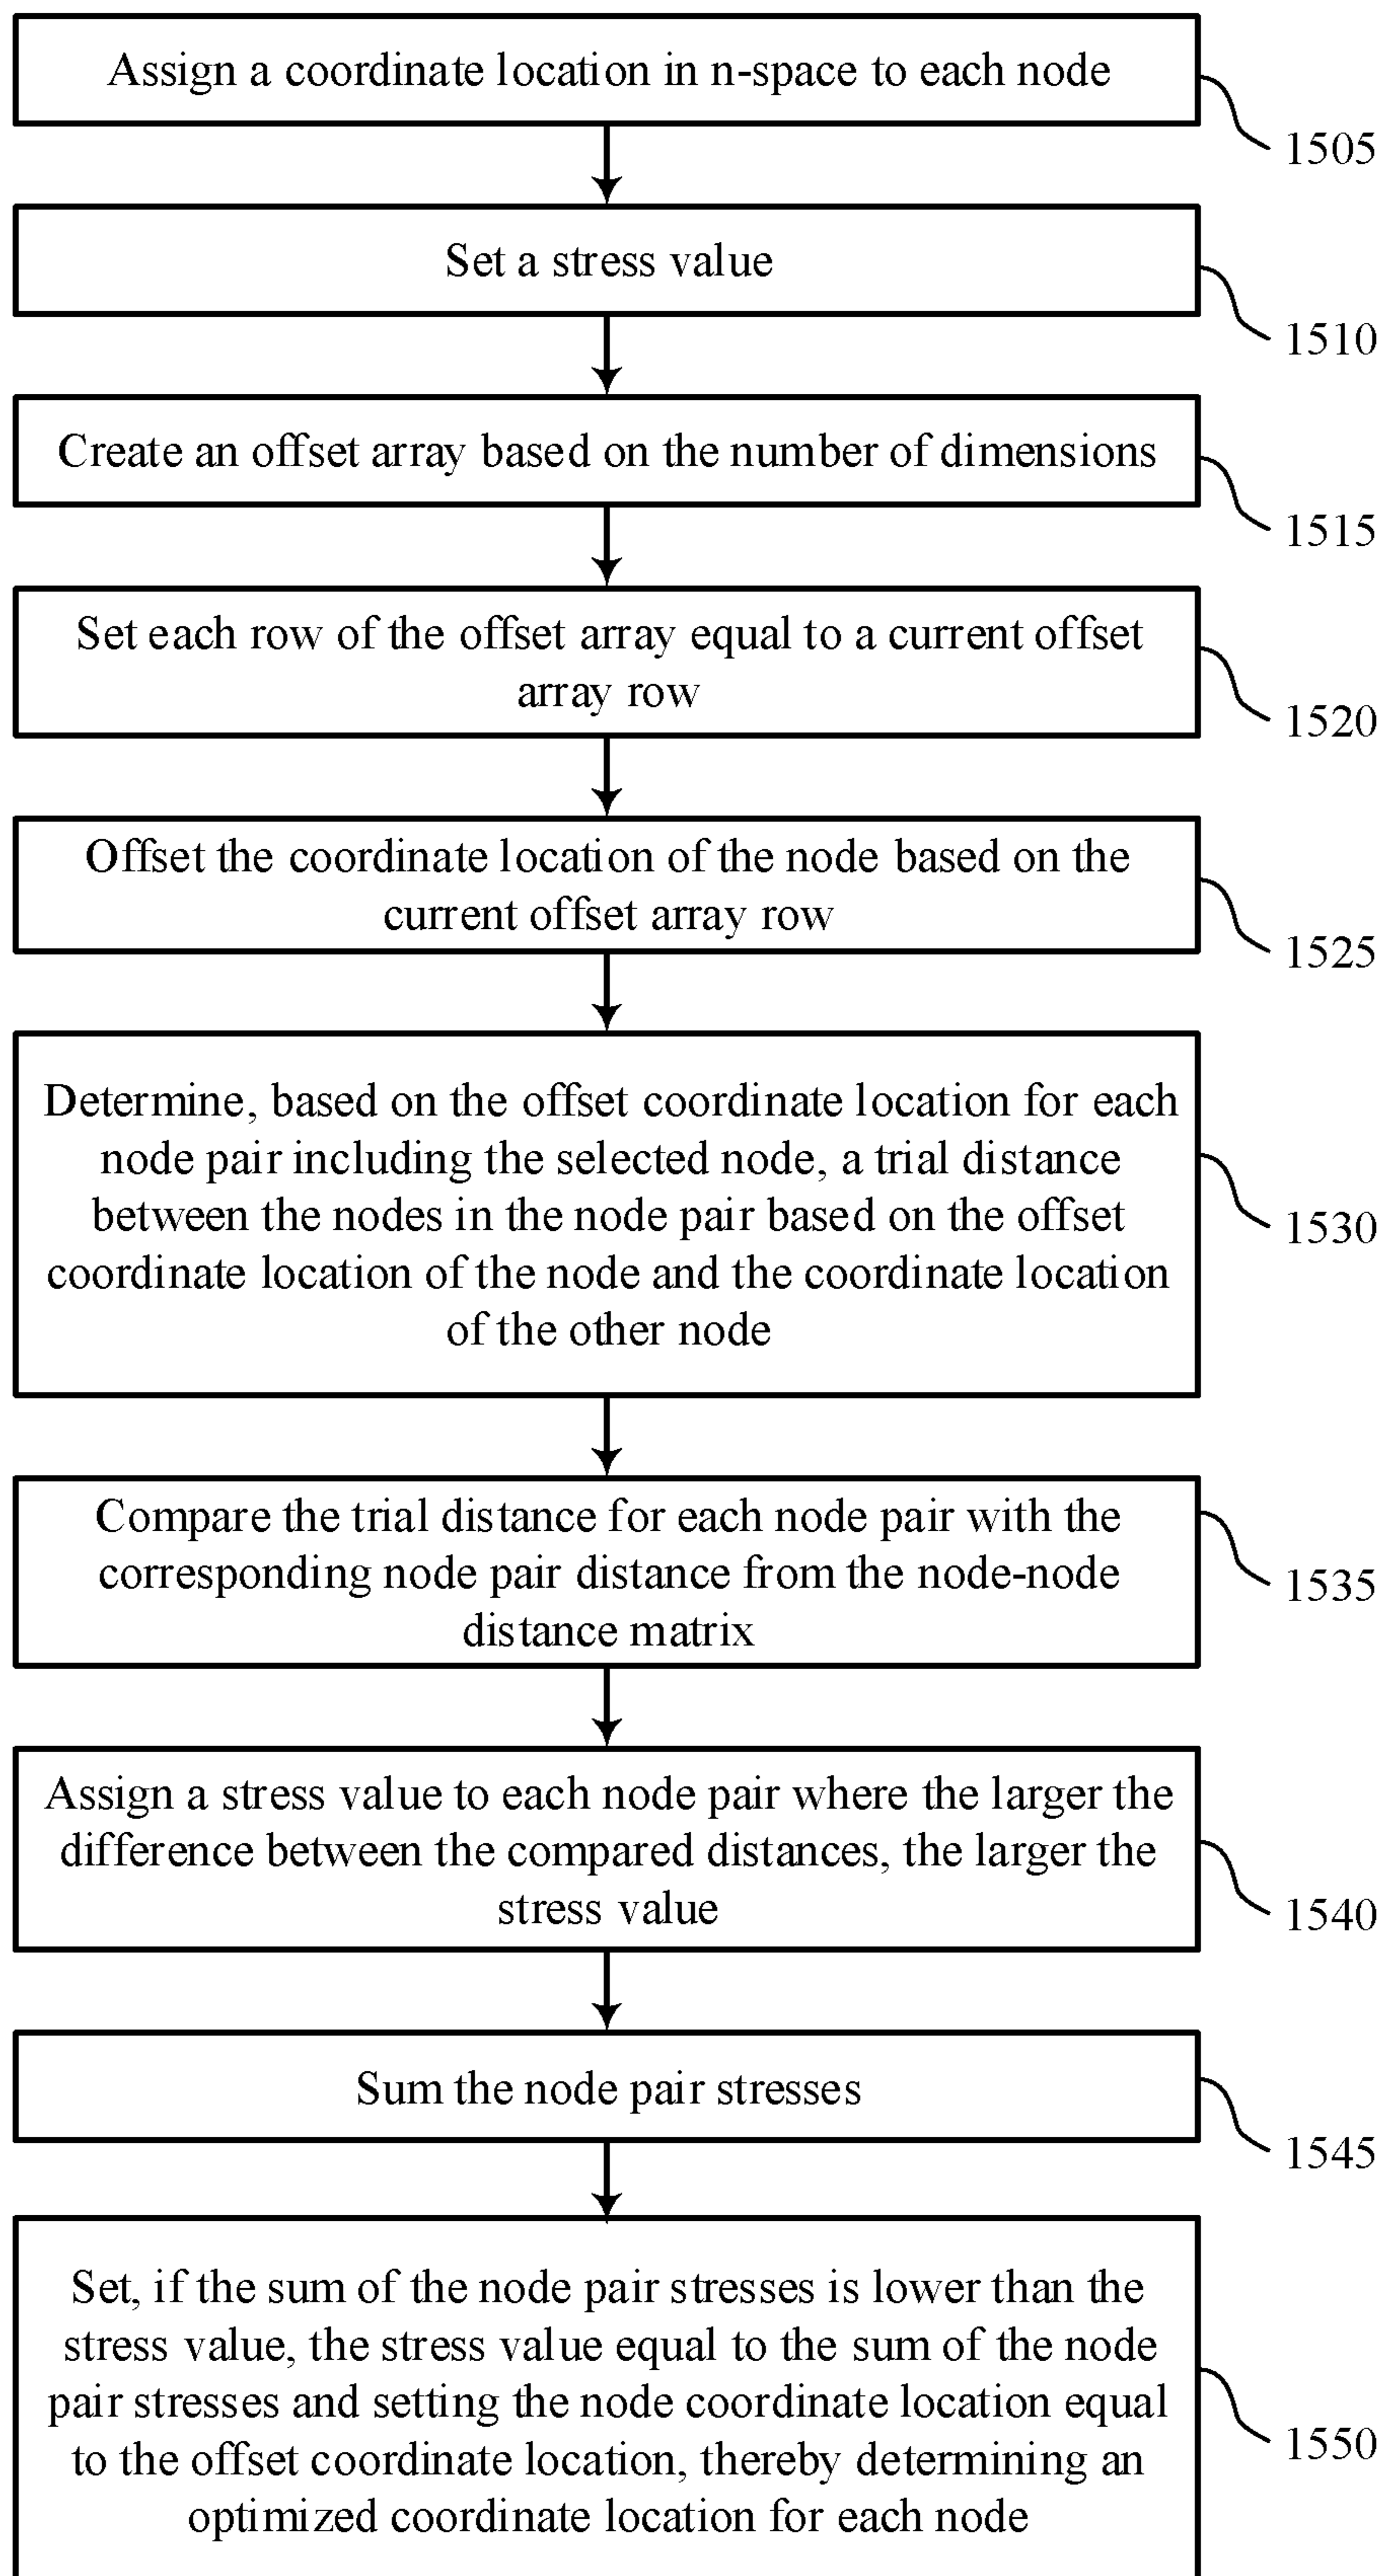 Assign a coordinate location in n-space to each node
1505
Set a stress value
1510
Create an offset array based on the number of dimensions
1515
Set each row of the offset array equal to a current offset
array row
1520
Offset the coordinate location of the node based on the
current offset array row
1525
Determine, based on the offset coordinate location for each
node pair including the selected node, a trial distance
between the nodes in the node pair based on the offset
coordinate location of the node and the coordinate location
of the other node
1530
Compare the trial distance for each node pair with the
corresponding node pair distance from the node-node
distance matrix
1535
Assign a stress value to each node pair where the larger the
difference between the compared distances, the larger the
stress value
1540
Sum the node pair stresses
1545
Set, if the sum of the node pair stresses is lower than the
stress value, the stress value equal to the sum of the node
pair stresses and setting the node coordinate location equal
to the offset coordinate location, thereby determining an
optimized coordinate location for each node
1550